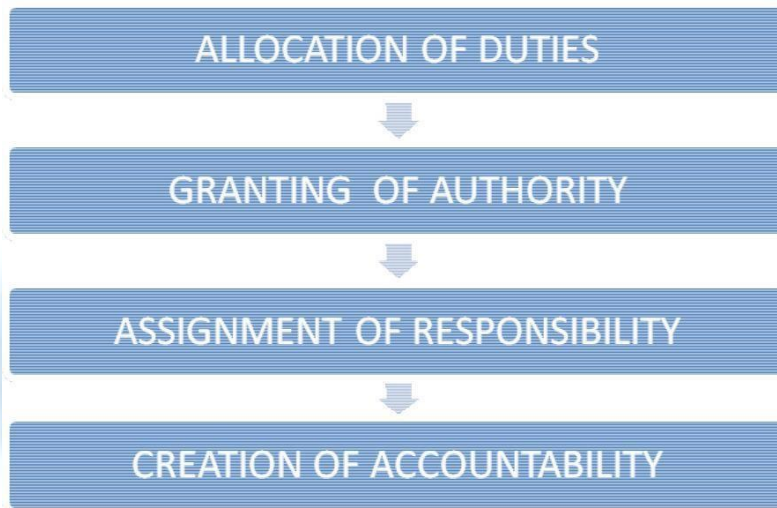 ALLOCATION OF DUTIES
GRANTING OF AUTHORITY
ASSIGNMENT OF RESPONSIBILITY
CREATION OF ACCOUNTABILITY